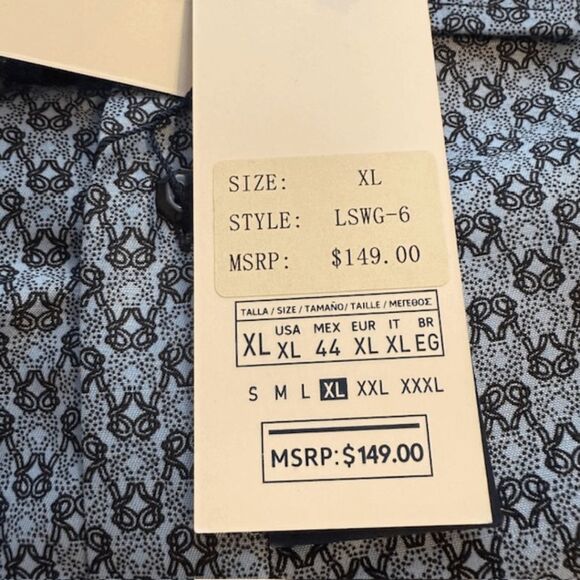 SIZE: XL
STYLE: LSWG-6
MSRP: $149.00
TALLA / SIZE / TAMAÑO / TAILLE / ΜΕΓΕΘΟΣ
USA MEX EUR IT BR
XL XL 44 XL XL EG
S M L XL XXL XXXL
MSRP: $149.00